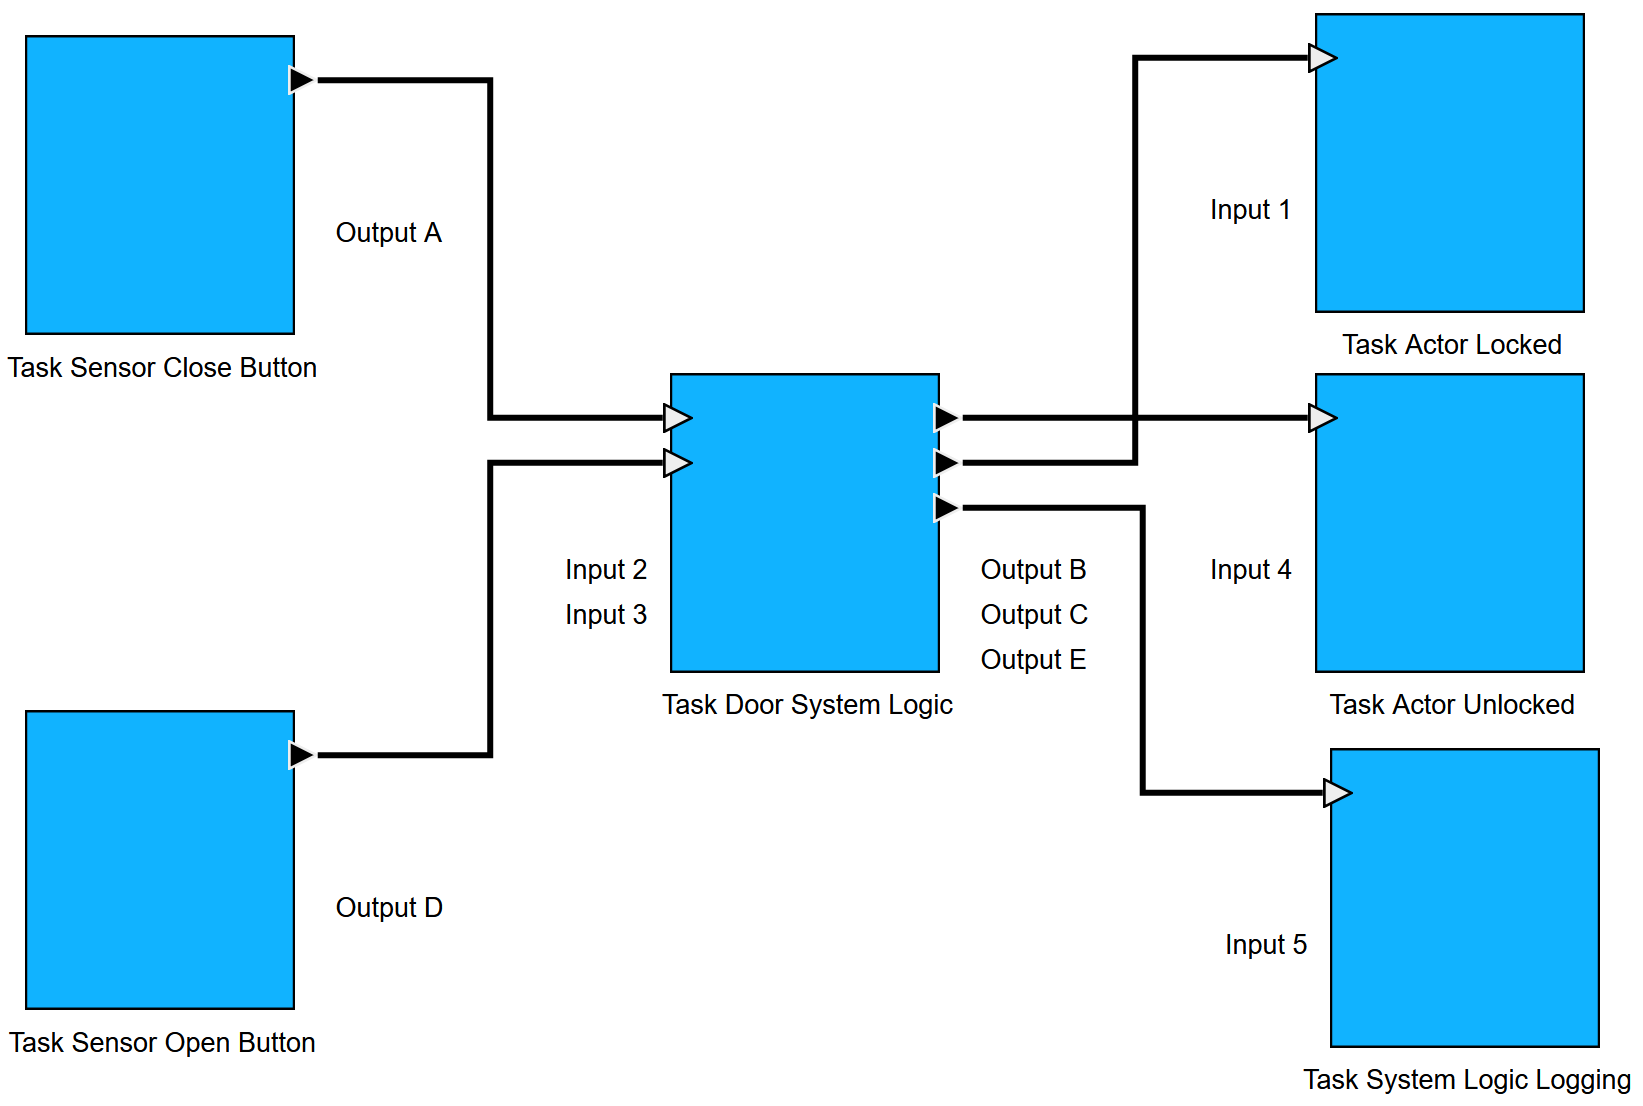 Output A
Task Sensor Close Button
Output D
Task Sensor Open Button
Input 2
Input 3
Output B
Output C
Output E
Task Door System Logic
Input 1
Task Actor Locked
Input 4
Task Actor Unlocked
Input 5
Task System Logic Logging